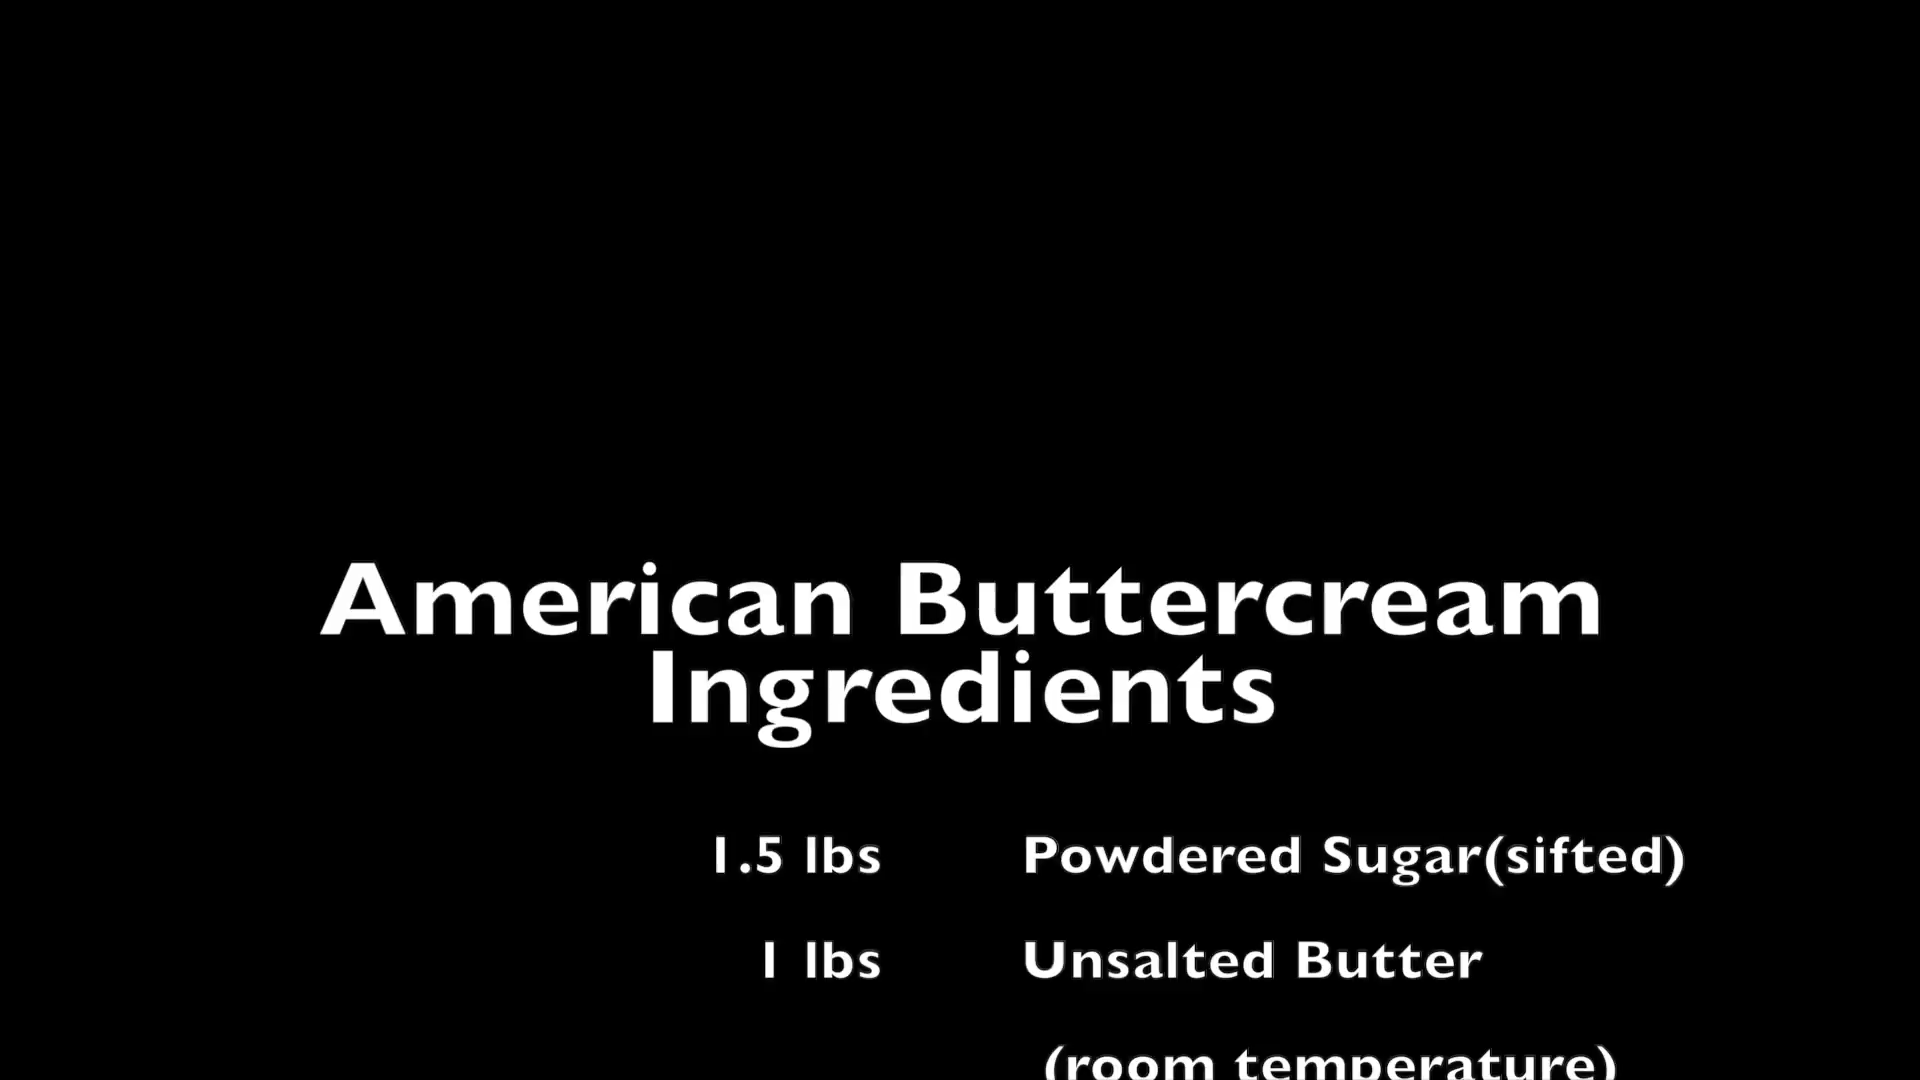 American Buttercream
Ingredients
1.5 lbs Powdered Sugar(sifted)
1 lbs Unsalted Butter
(room temperature)